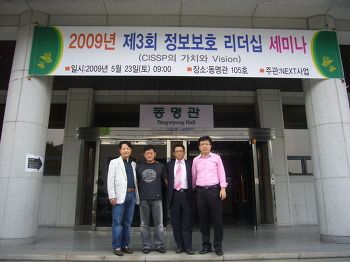 2009년 제3회 정보보호 리더십 세미나
(CISSP의 가치와 Vision)
일시:2009년 5월 23일(토) 09:00
장소:동명관 105호
주관:NEXT사업
동명관
Tongmyong Hall